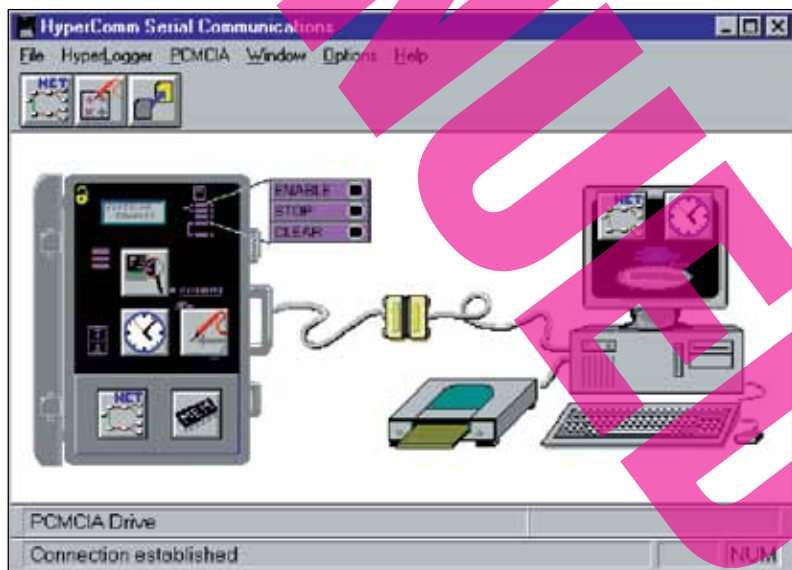 HyperComm Serial Communications
File HyperLogger PCMCIA Window Options Help
NET
ENABLE
STOP
CLEAR
NET
NET
MEM
PCMCIA Drive
Connection established NUM